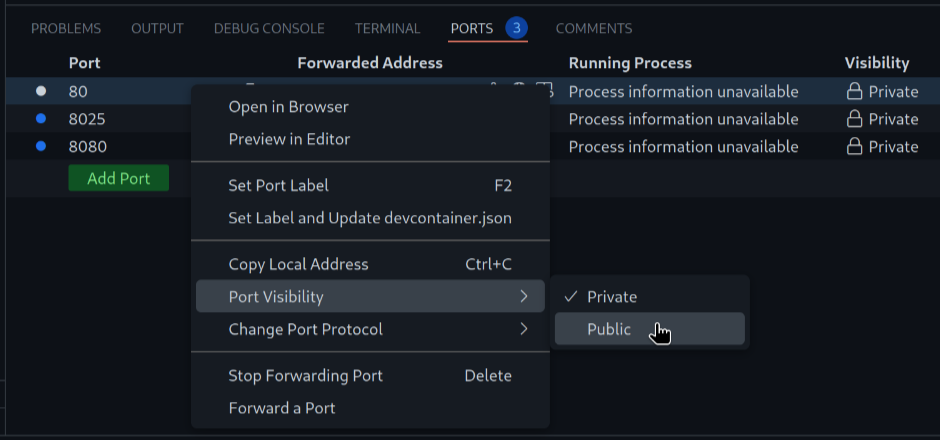 PROBLEMS OUTPUT DEBUG CONSOLE TERMINAL PORTS 3 COMMENTS
Port Forwarded Address Running Process Visibility
80 Process information unavailable Private
8025 Process information unavailable Private
8080 Process information unavailable Private
Add Port
Open in Browser
Preview in Editor
Set Port Label F2
Set Label and Update devcontainer.json
Copy Local Address Ctrl+C
Port Visibility
Change Port Protocol
Stop Forwarding Port Delete
Forward a Port
Private
Public